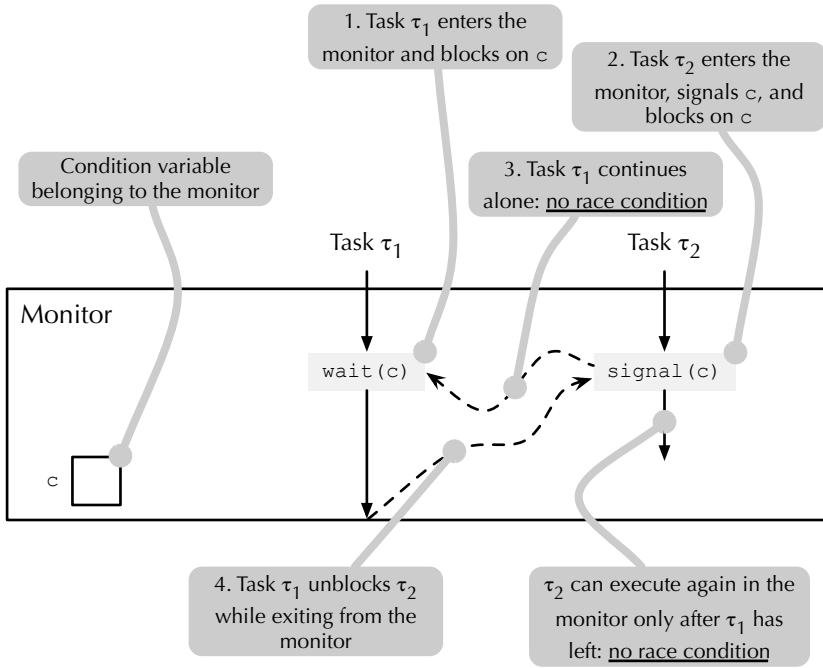 1. Task τ1 enters the
monitor and blocks on c
2. Task τ2 enters the
monitor, signals c, and
blocks on c
Condition variable
belonging to the monitor
3. Task τ1 continues
alone: no race condition
Task τ1
Task τ2
Monitor
wait(c)
signal(c)
c
4. Task τ1 unblocks τ2
while exiting from the
monitor
τ2 can execute again in the
monitor only after τ1 has
left: no race condition